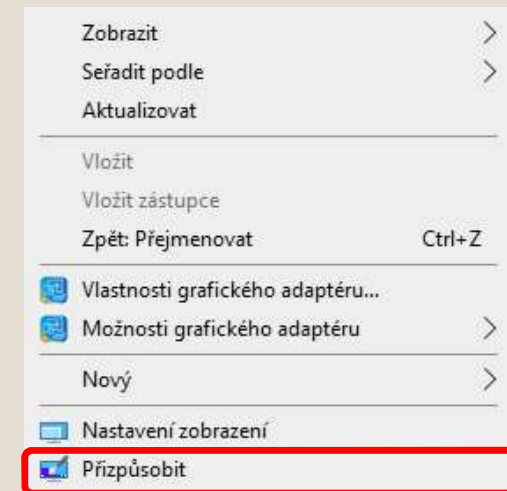 Zobrazit
Seřadit podle
Aktualizovat
Vložit
Vložit zástupce
Zpět: Přejmenovat Ctrl+Z
Vlastnosti grafického adaptéru...
Možnosti grafického adaptéru
Nový
Nastavení zobrazení
Přizpůsobit